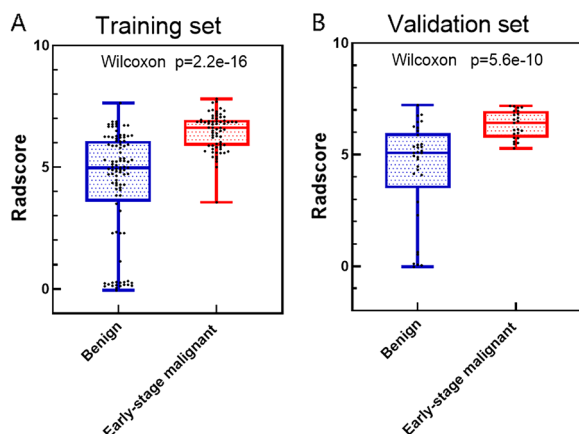 A
Training set
Wilcoxon p=2.2e-16
Radscore
10
5
0
Benign
Early-stage malignant
B
Validation set
Wilcoxon p=5.6e-10
Radscore
10
5
0
Benign
Early-stage malignant